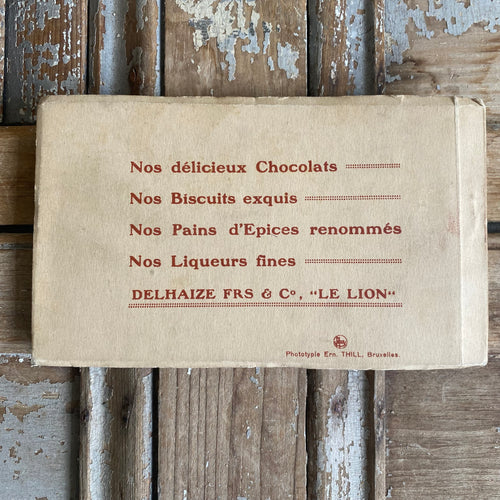 Nos délicieux Chocolats
Nos Biscuits exquis
Nos Pains d'Epices renommés
Nos Liqueurs fines
DELHAIZE FRS & Co, "LE LION"
Phototypie Ern. THILL, Bruxelles.